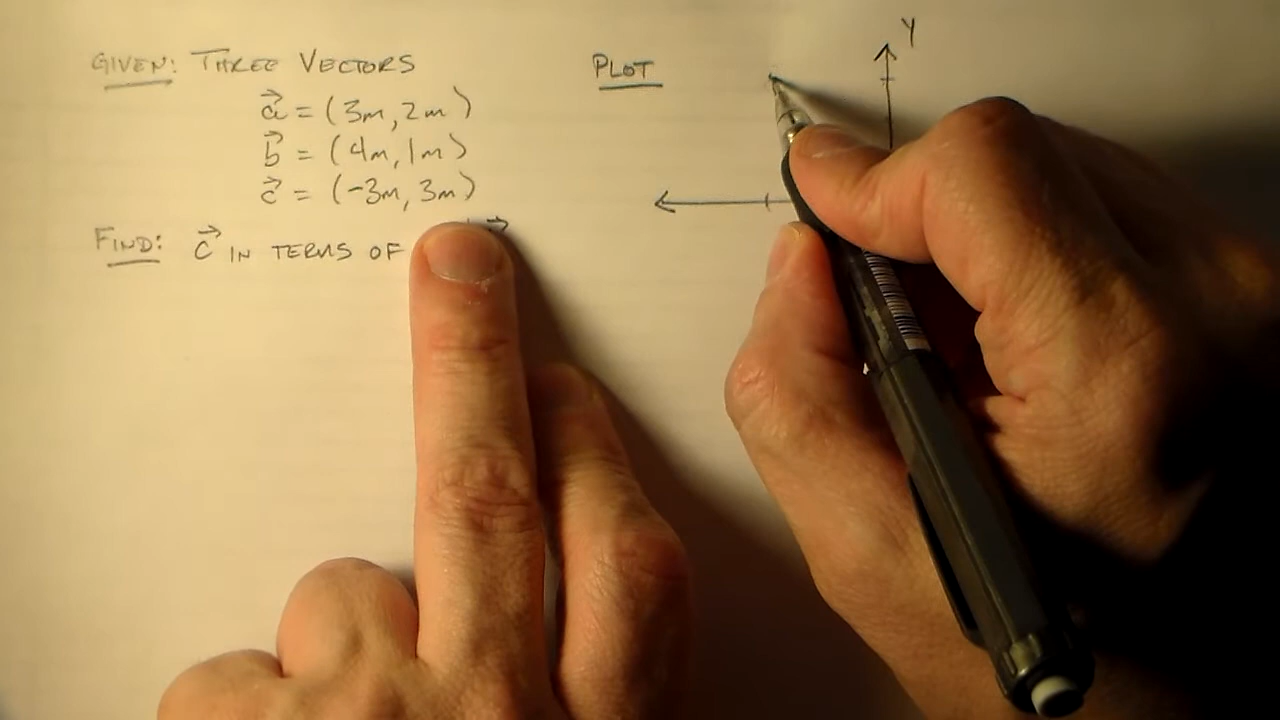 GIVEN: THREE VECTORS
a⃗ = (3m, 2m)
b⃗ = (4m, 1m)
c⃗ = (-3m, 3m)
FIND: c⃗ IN TERMS OF
PLOT
Y